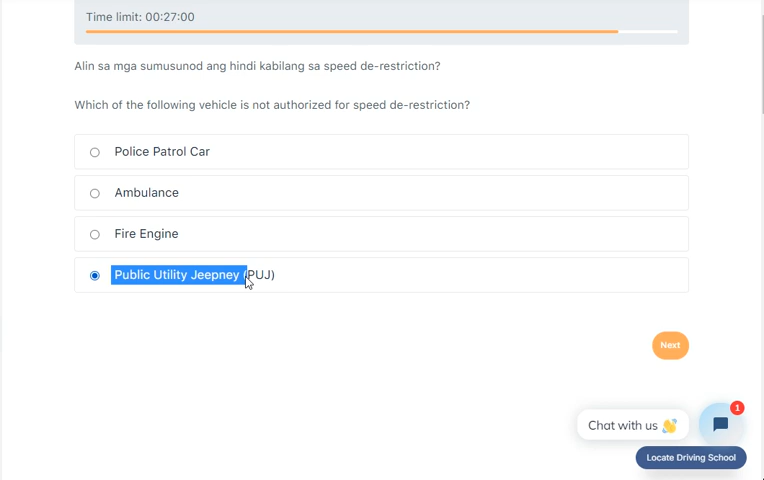 Time limit: 00:27:00
Alin sa mga sumusunod ang hindi kabilang sa speed de-restriction?
Which of the following vehicle is not authorized for speed de-restriction?
Police Patrol Car
Ambulance
Fire Engine
Public Utility Jeepney (PUJ)
Next
1
Chat with us 👋
Locate Driving School